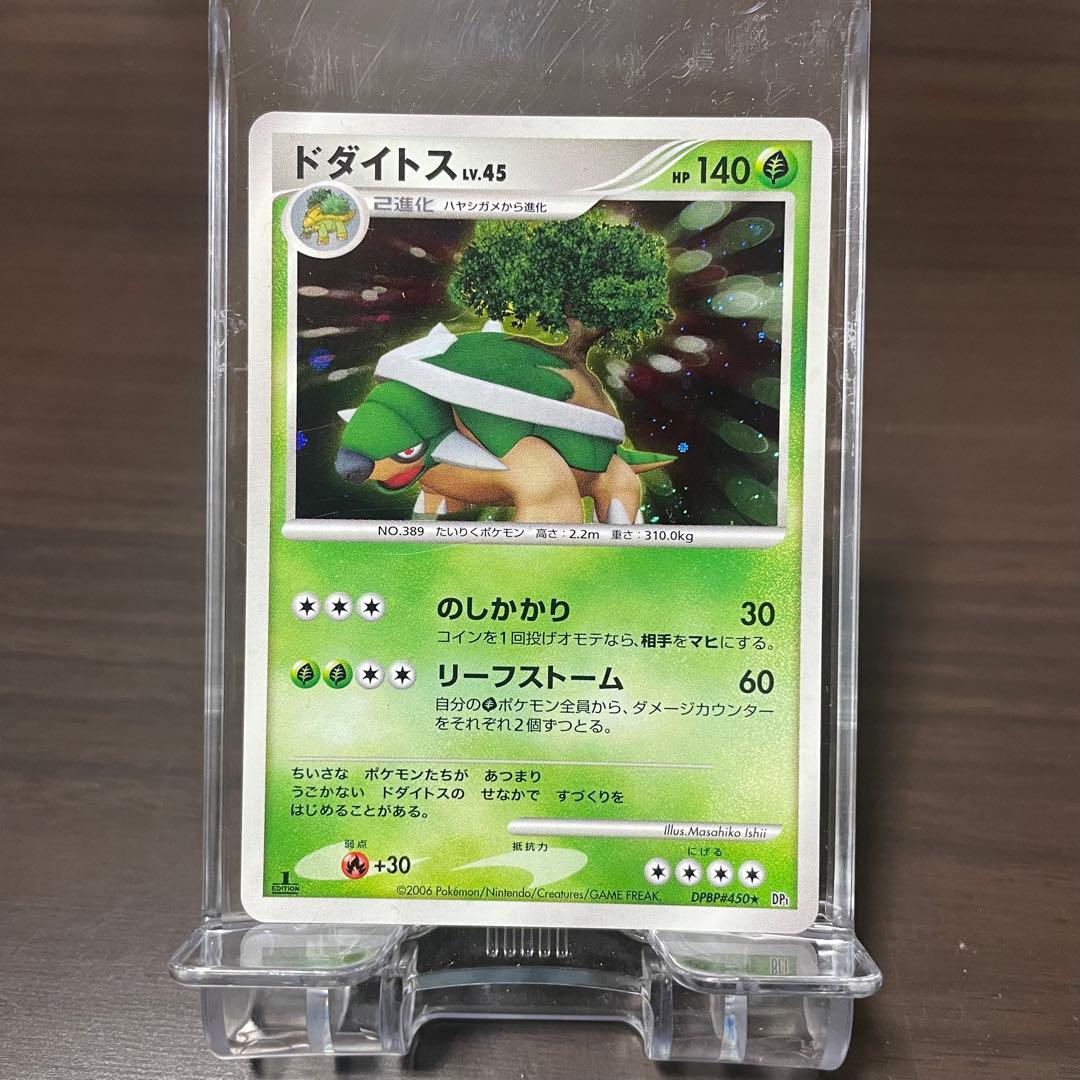 ドダイトス LV.45
HP 140
2進化 ハヤシガメから進化
NO.389 たいりくポケモン 高さ:2.2m 重さ:310.0kg
のしかかり 30
コインを1回投げオモテなら、相手をマヒにする。
リーフストーム 60
自分のポケモン全員から、ダメージカウンター
をそれぞれ2個ずつとる。
ちいさな ポケモンたちが あつまり
うごかない ドダイトスの せなかで すづくりを
はじめることがある。
Illus.Masahiko Ishii
弱点 抵抗力 にげる
+30
1 EDITION
©2006 Pokémon/Nintendo/Creatures/GAME FREAK.
DPBP#450★ DP1